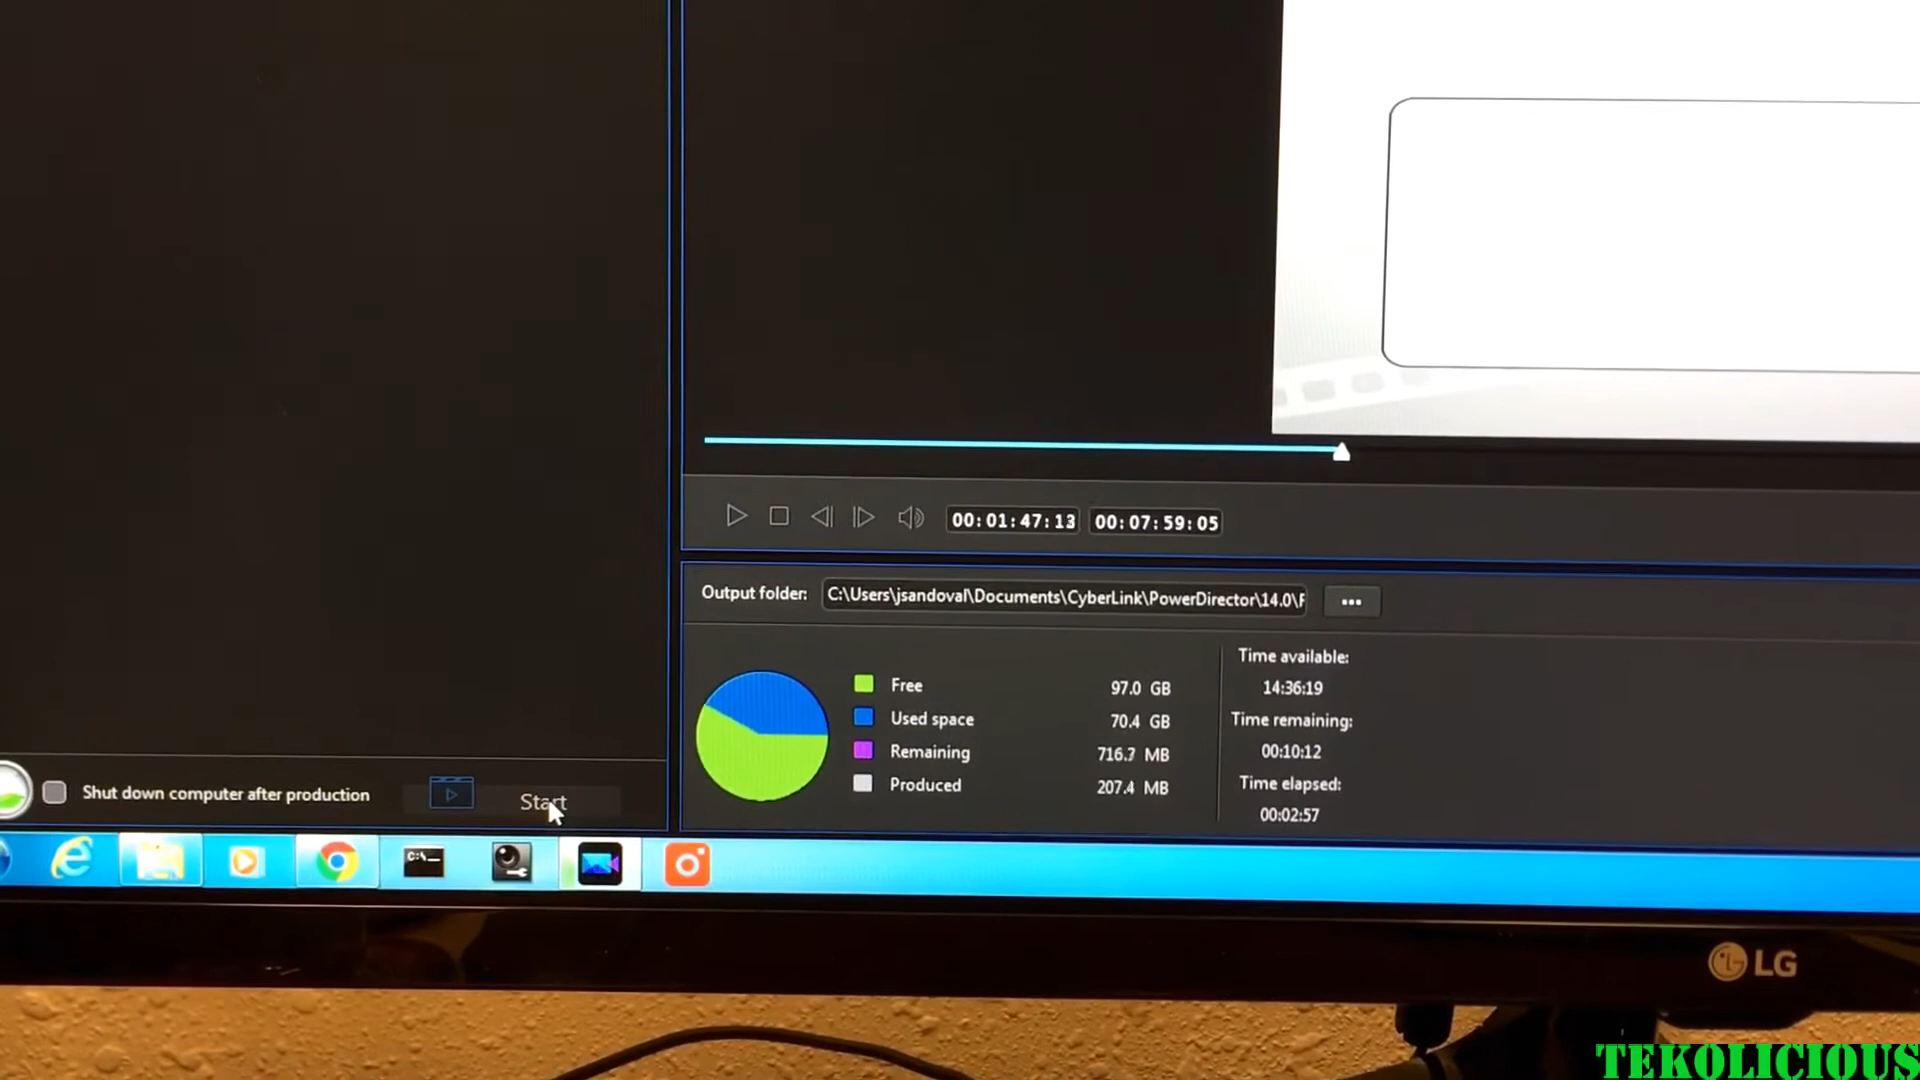 00:01:47:13 00:07:59:05
Output folder: C:\Users\jsandoval\Documents\CyberLink\PowerDirector\14.0\ ...
Free 97.0 GB
Used space 70.4 GB
Remaining 716.7 MB
Produced 207.4 MB
Time available:
14:36:19
Time remaining:
00:10:12
Time elapsed:
00:02:57
Shut down computer after production
Start
C:\
LG
TEKOLICIOUS